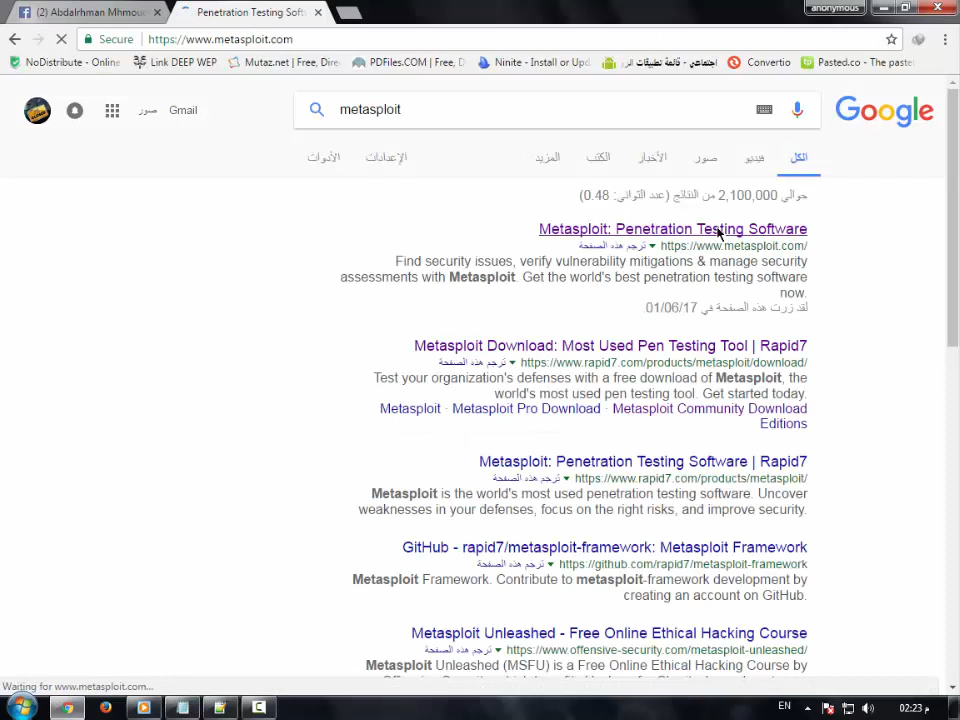 (2) Abdalrhman Mhmoud
Penetration Testing Soft
anonymous
Secure
https://www.metasploit.com
NoDistribute - Online
Link DEEP WEP
Mutaz.net | Free, Dire
PDFiles.COM | Free, D
Ninite - Install or Upd
إجتماعي - قائمة تطبيقات الرر
Convertio
Pasted.co — The paste
صور
Gmail
metasploit
Google
الكل
فيديو
صور
الأخبار
الكتب
المزيد
الإعدادات
الأدوات
حوالي 2,100,000 من النتائج (عدد الثواني: 0.48)
Metasploit: Penetration Testing Software
https://www.metasploit.com/ ترجم هذه الصفحة
Find security issues, verify vulnerability mitigations & manage security
assessments with Metasploit. Get the world's best penetration testing software
now.
لقد زرت هذه الصفحة في 01/06/17.
Metasploit Download: Most Used Pen Testing Tool | Rapid7
https://www.rapid7.com/products/metasploit/download/ ترجم هذه الصفحة
Test your organization's defenses with a free download of Metasploit, the
world's most used pen testing tool. Get started today.
Metasploit · Metasploit Pro Download · Metasploit Community Download
Editions
Metasploit: Penetration Testing Software | Rapid7
https://www.rapid7.com/products/metasploit/ ترجم هذه الصفحة
Metasploit is the world's most used penetration testing software. Uncover
weaknesses in your defenses, focus on the right risks, and improve security.
GitHub - rapid7/metasploit-framework: Metasploit Framework
https://github.com/rapid7/metasploit-framework ترجم هذه الصفحة
Metasploit Framework. Contribute to metasploit-framework development by
creating an account on GitHub.
Metasploit Unleashed - Free Online Ethical Hacking Course
https://www.offensive-security.com/metasploit-unleashed/ ترجم هذه الصفحة
Metasploit Unleashed (MSFU) is a Free Online Ethical Hacking Course by
Waiting for www.metasploit.com...
EN
02:23 م